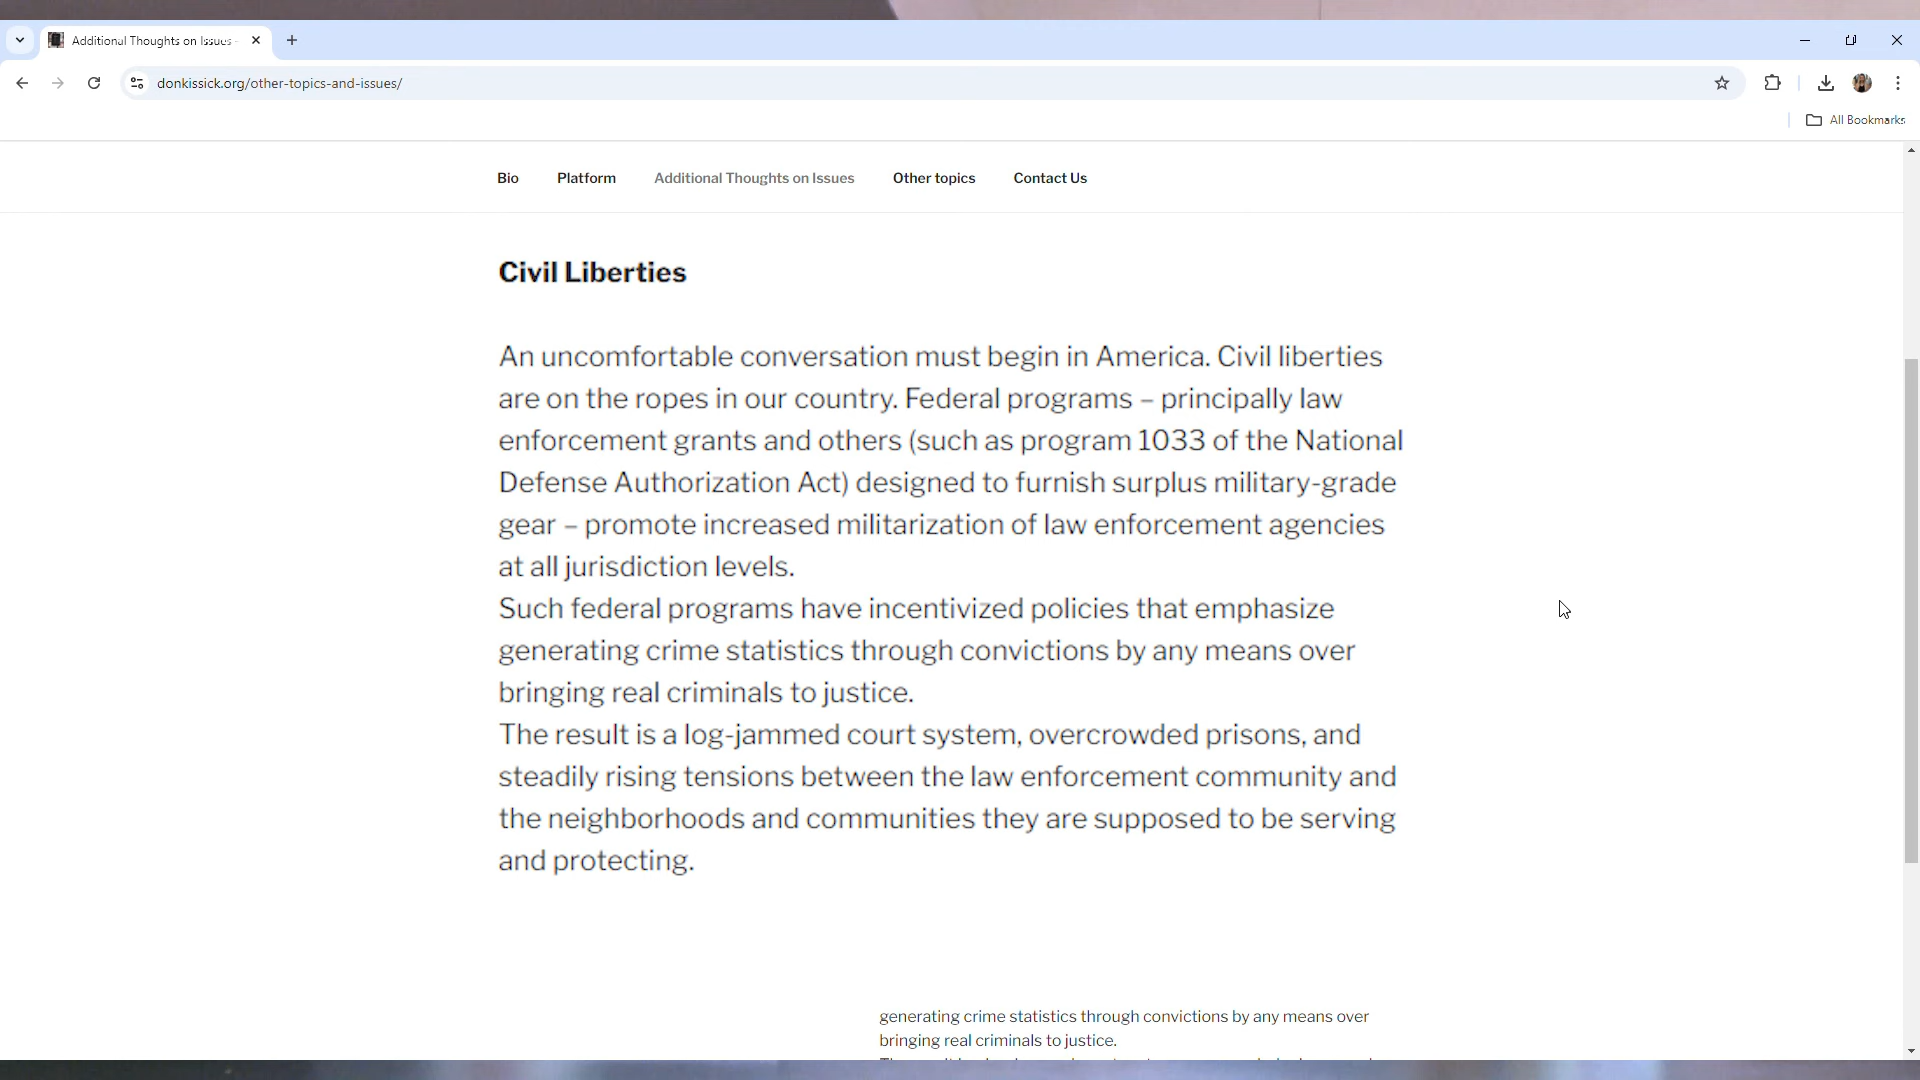 Additional Thoughts on Issues -
donkissick.org/other-topics-and-issues/
All Bookmarks
Bio Platform Additional Thoughts on Issues Other topics Contact Us
Civil Liberties
An uncomfortable conversation must begin in America. Civil liberties
are on the ropes in our country. Federal programs – principally law
enforcement grants and others (such as program 1033 of the National
Defense Authorization Act) designed to furnish surplus military-grade
gear – promote increased militarization of law enforcement agencies
at all jurisdiction levels.
Such federal programs have incentivized policies that emphasize
generating crime statistics through convictions by any means over
bringing real criminals to justice.
The result is a log-jammed court system, overcrowded prisons, and
steadily rising tensions between the law enforcement community and
the neighborhoods and communities they are supposed to be serving
and protecting.
generating crime statistics through convictions by any means over
bringing real criminals to justice.